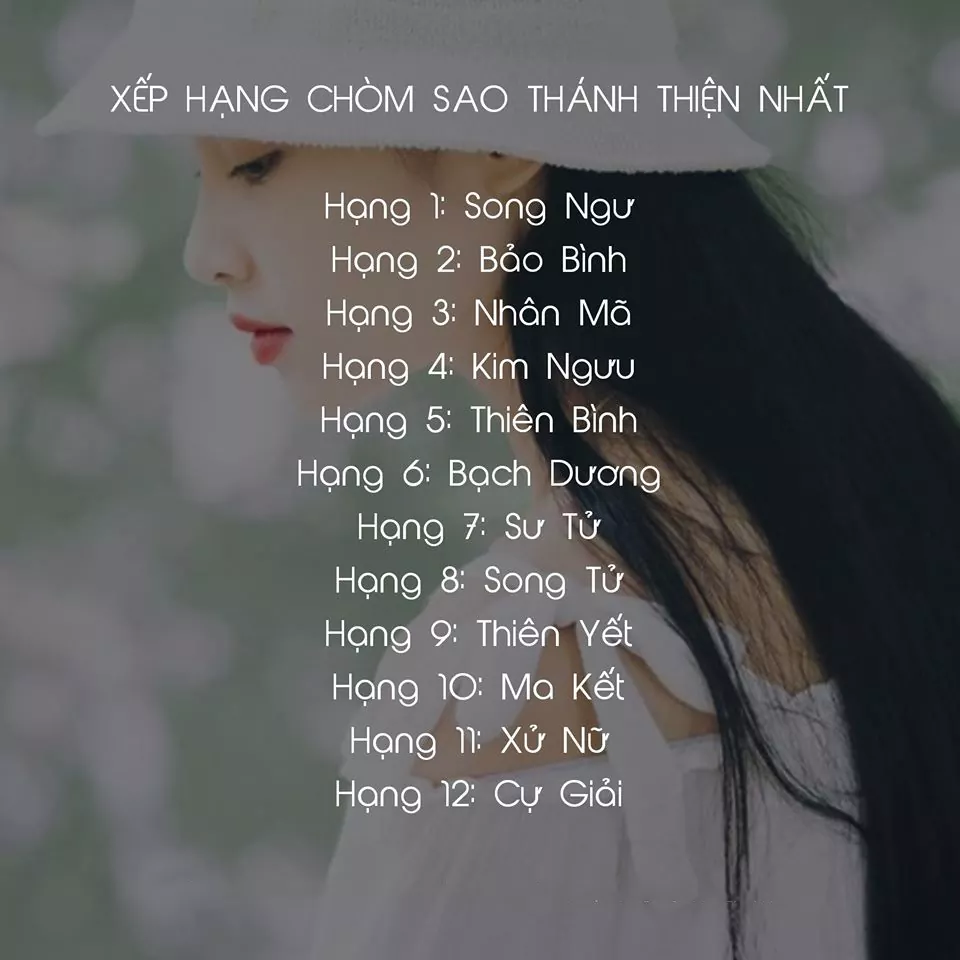 XẾP HẠNG CHÒM SAO THÁNH THIỆN NHẤT
Hạng 1: Song Ngư
Hạng 2: Bảo Bình
Hạng 3: Nhân Mã
Hạng 4: Kim Ngưu
Hạng 5: Thiên Bình
Hạng 6: Bạch Dương
Hạng 7: Sư Tử
Hạng 8: Song Tử
Hạng 9: Thiên Yết
Hạng 10: Ma Kết
Hạng 11: Xử Nữ
Hạng 12: Cự Giải